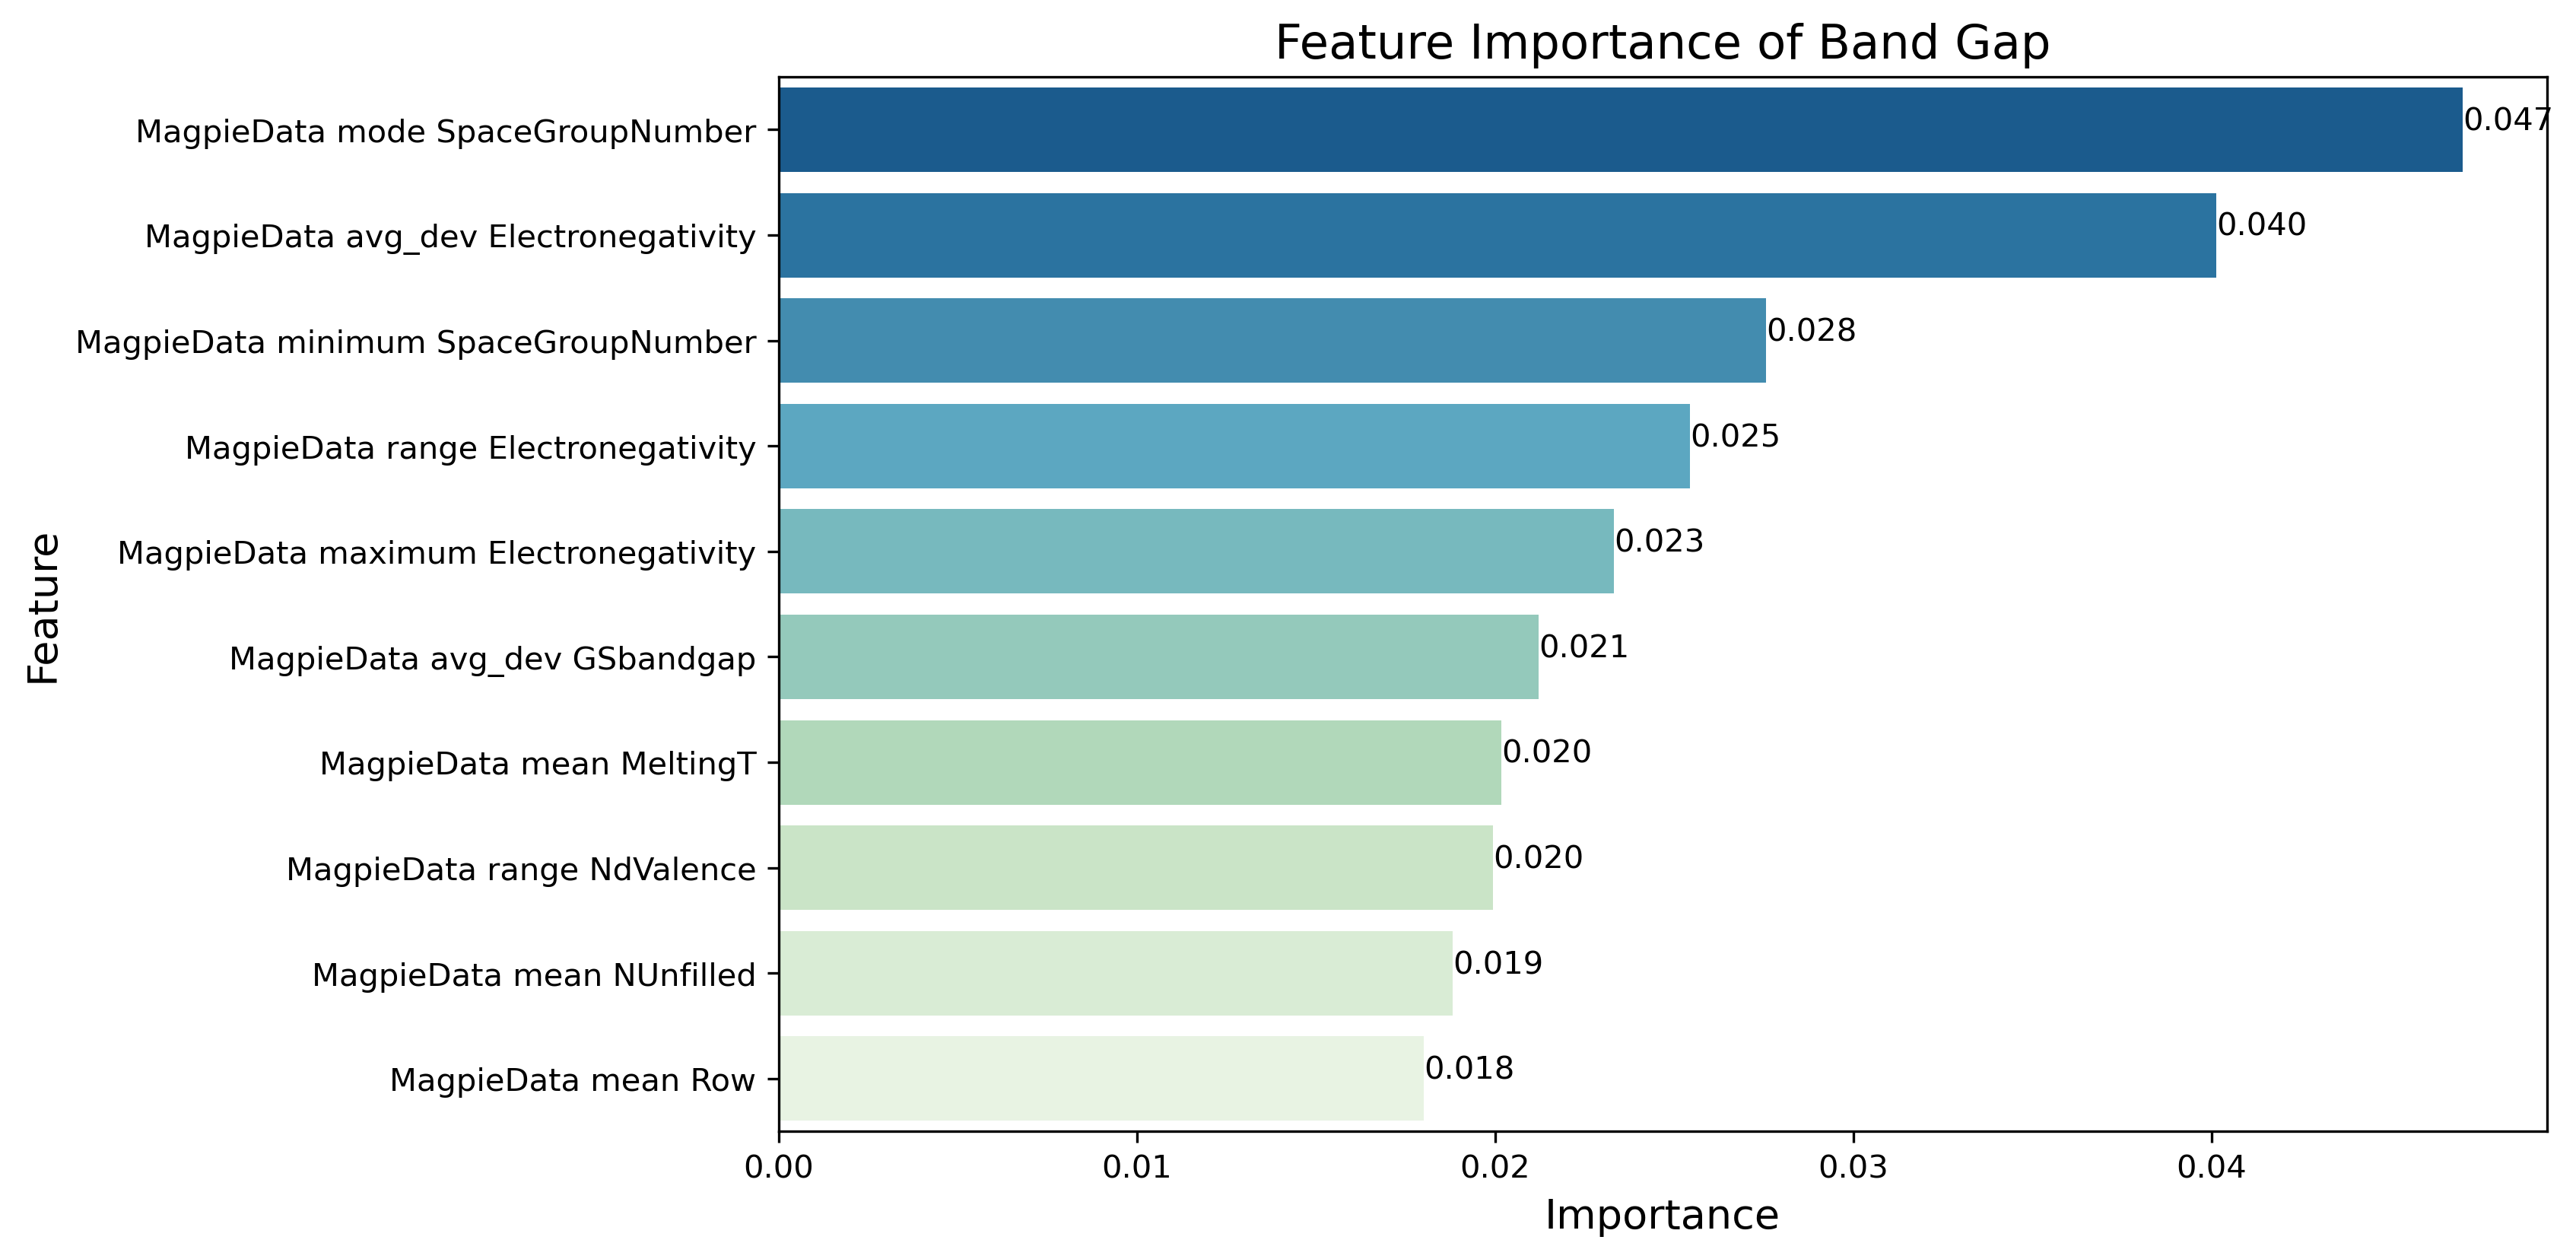 Feature Importance of Band Gap
Feature
MagpieData mode SpaceGroupNumber 0.047
MagpieData avg_dev Electronegativity 0.040
MagpieData minimum SpaceGroupNumber 0.028
MagpieData range Electronegativity 0.025
MagpieData maximum Electronegativity 0.023
MagpieData avg_dev GSbandgap 0.021
MagpieData mean MeltingT 0.020
MagpieData range NdValence 0.020
MagpieData mean NUnfilled 0.019
MagpieData mean Row 0.018
0.00 0.01 0.02 0.03 0.04
Importance